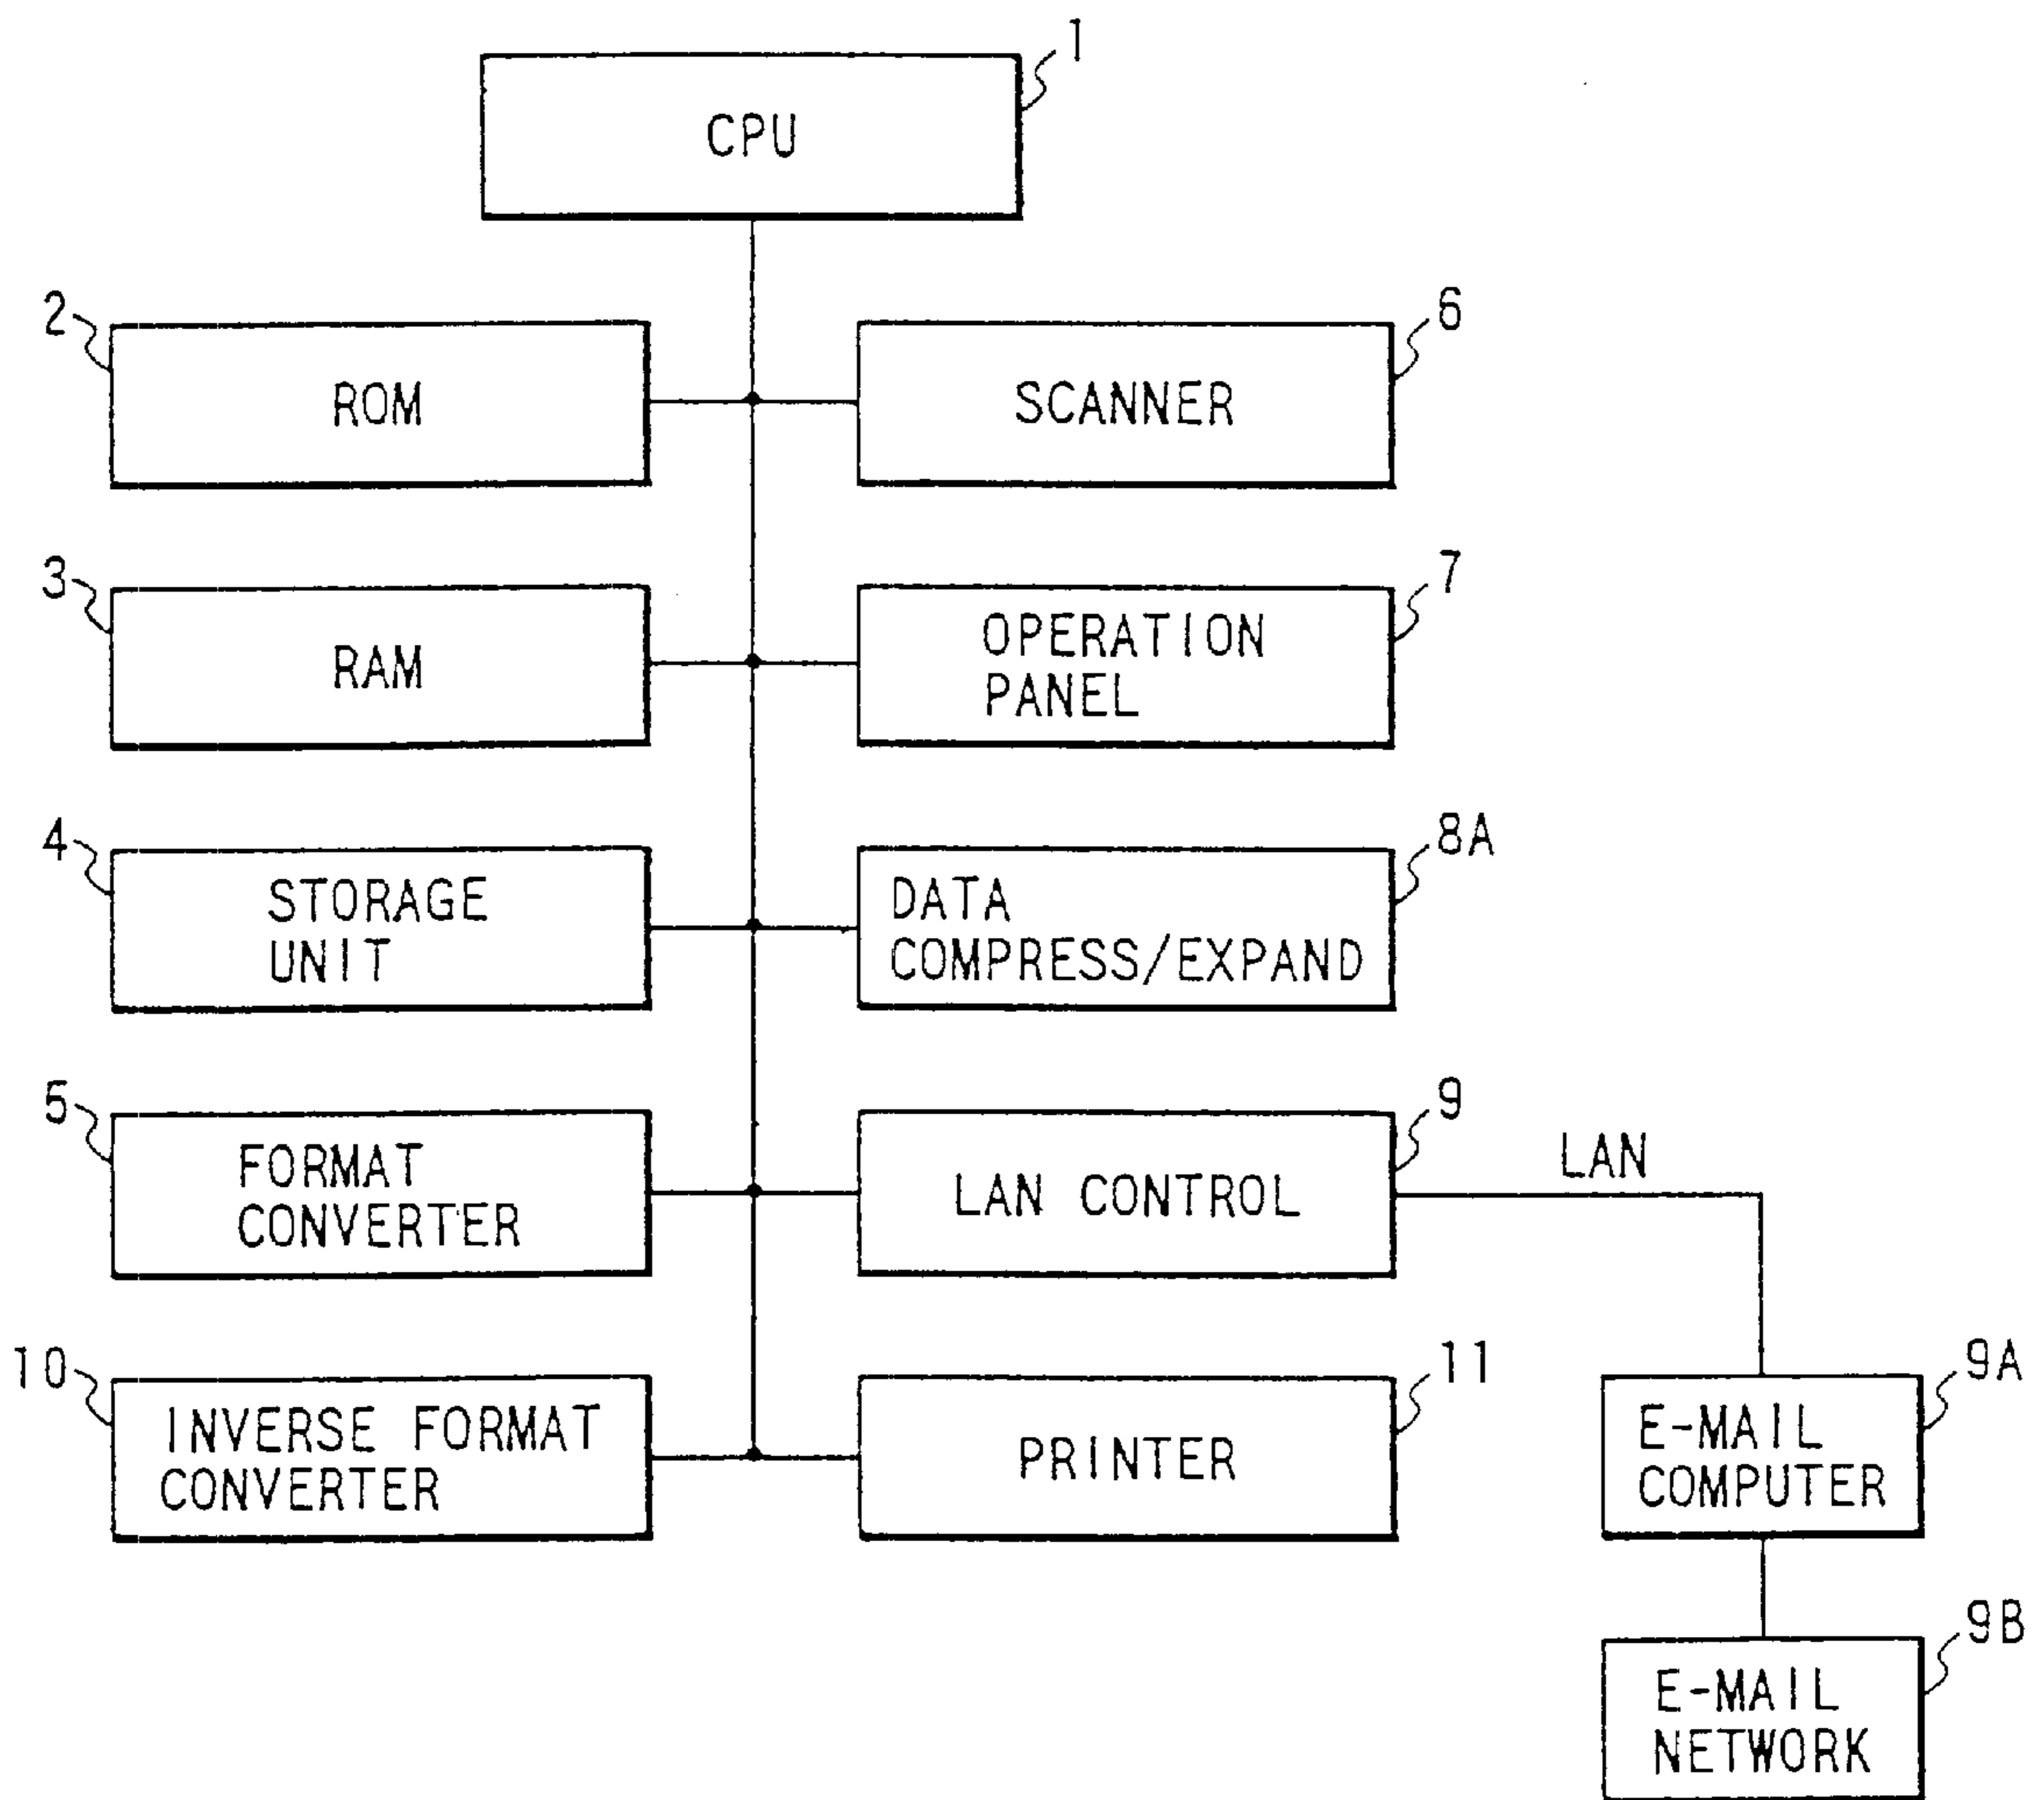 1
CPU
2
ROM
6
SCANNER
3
RAM
7
OPERATION
PANEL
4
STORAGE
UNIT
8A
DATA
COMPRESS/EXPAND
5
FORMAT
CONVERTER
9
LAN CONTROL
LAN
10
INVERSE FORMAT
CONVERTER
11
PRINTER
9A
E-MAIL
COMPUTER
9B
E-MAIL
NETWORK